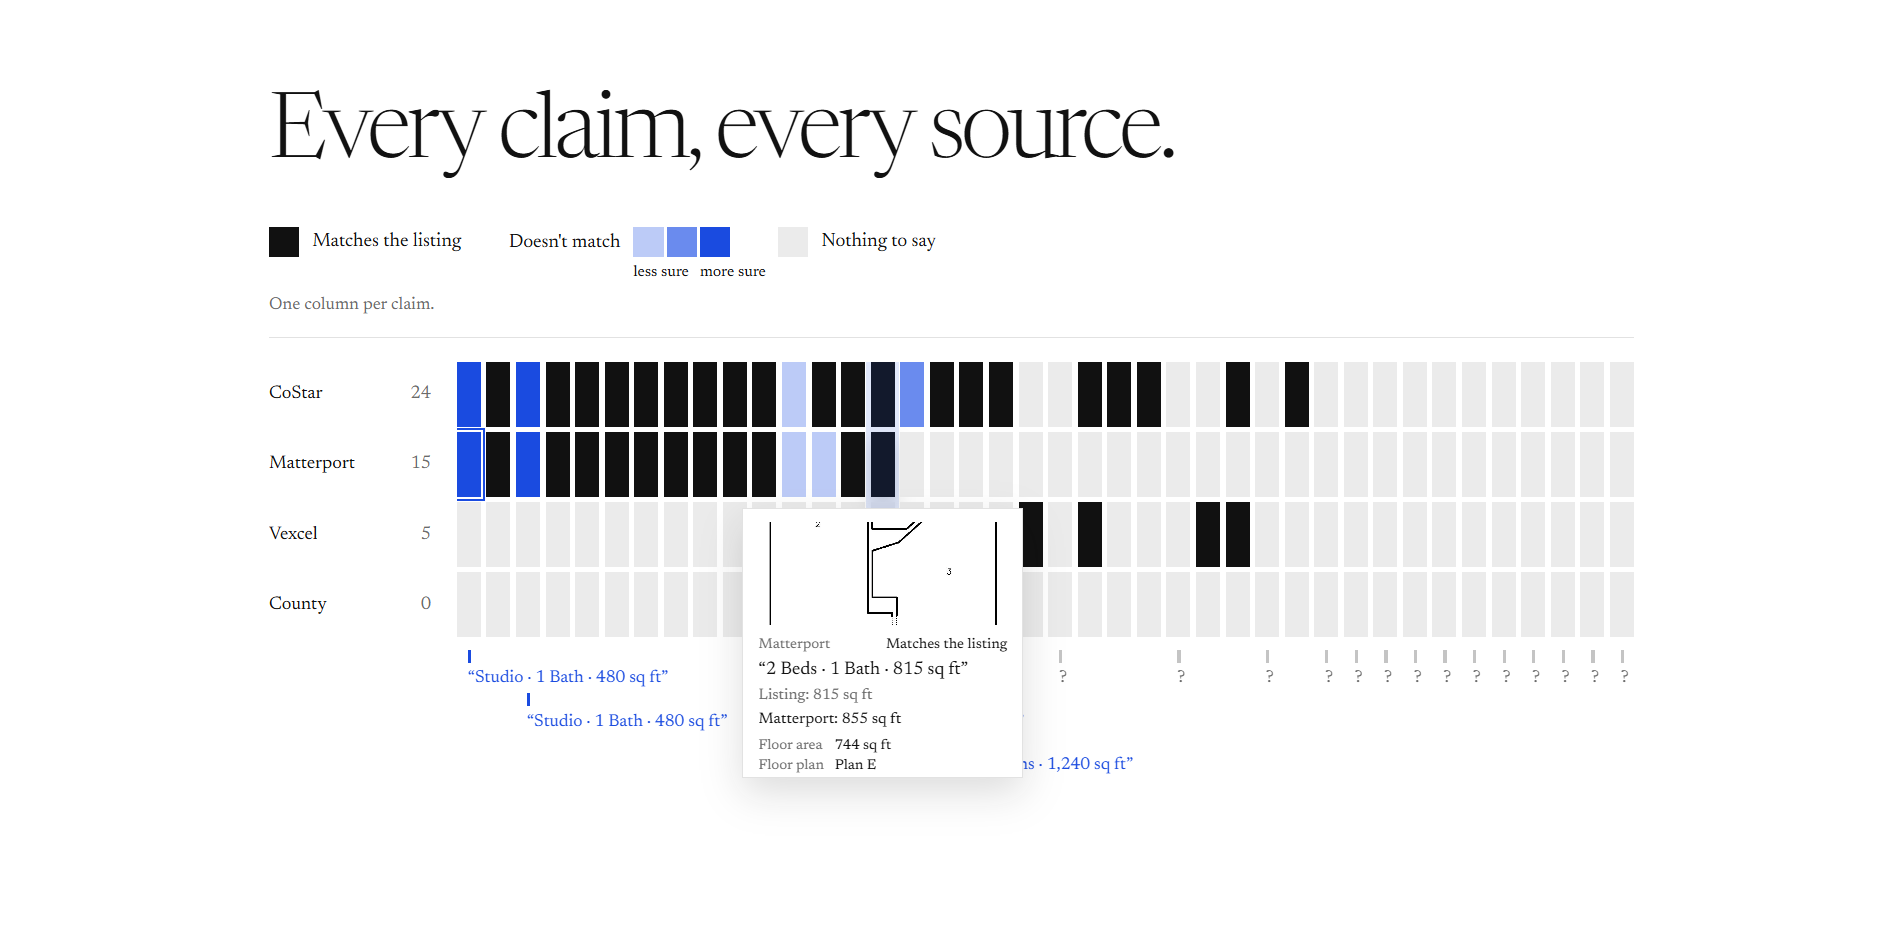 Every claim, every source.
Matches the listing
Doesn't match
Nothing to say
less sure
more sure
One column per claim.
CoStar 24
Matterport 15
Vexcel 5
County 0
2
3
Matterport
Matches the listing
“2 Beds · 1 Bath · 815 sq ft”
Listing: 815 sq ft
Matterport: 855 sq ft
Floor area 744 sq ft
Floor plan Plan E
? ? ? ? ? ? ? ? ? ? ? ? ? ?
“Studio · 1 Bath · 480 sq ft”
“Studio · 1 Bath · 480 sq ft”
· 1,240 sq ft”